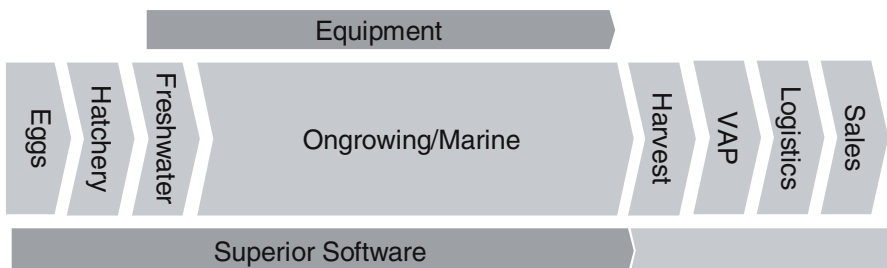 Equipment
Eggs
Hatchery
Freshwater
Ongrowing/Marine
Harvest
VAP
Logistics
Sales
Superior Software